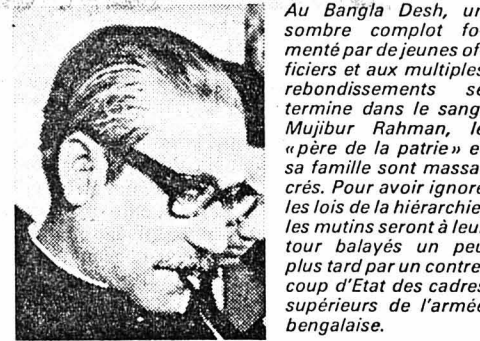 Au Bangla Desh, un
sombre complot fo-
menté par de jeunes of-
ficiers et aux multiples
rebondissements se
termine dans le sang.
Mujibur Rahman, le
«père de la patrie» e
sa famille sont massa-
crés. Pour avoir ignoré
les lois de la hiérarchie,
les mutins seront à leur
tour balayés un peu
plus tard par un contre-
coup d'Etat des cadres
supérieurs de l'armée
bengalaise.